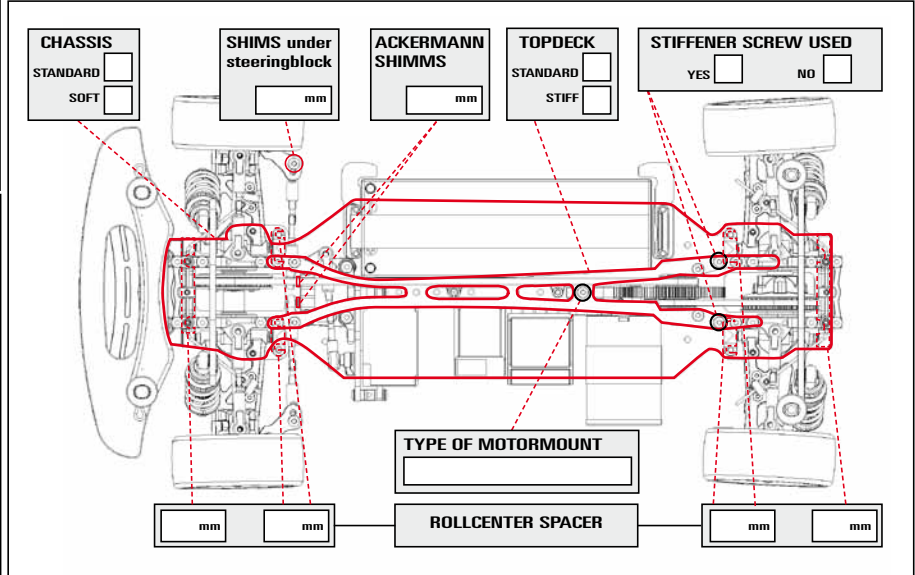 CHASSIS
STANDARD
SOFT
SHIMS under
steeringblock
mm
ACKERMANN
SHIMMS
mm
TOPDECK
STANDARD
STIFF
STIFFENER SCREW USED
YES
NO
TYPE OF MOTORMOUNT
mm
mm
ROLLCENTER SPACER
mm
mm